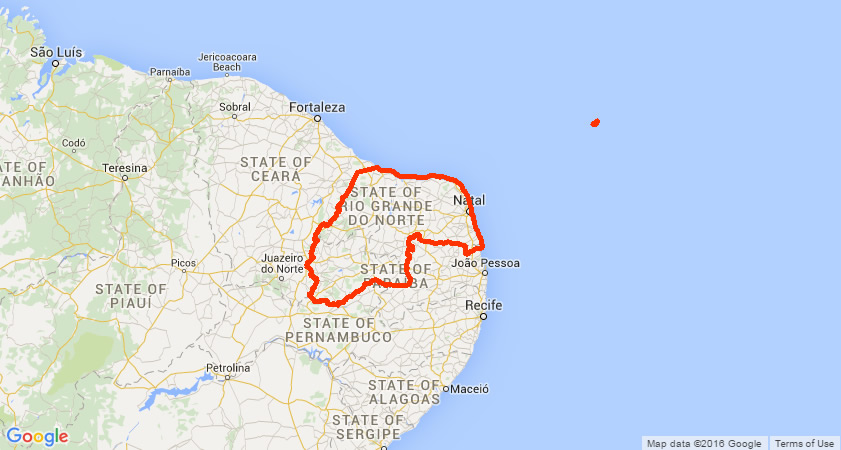 São Luís
Jericoacoara
Beach
Parnaíba
Sobral
Fortaleza
Codó
Teresina
STATE OF
CEARÁ
STATE OF
ANHÃO
STATE OF
RIO GRANDE
DO NORTE
Natal
Picos
Juazeiro
do Norte
STATE OF
PARAÍBA
João Pessoa
STATE OF
PIAUÍ
Recife
STATE OF
PERNAMBUCO
Petrolina
STATE OF
ALAGOAS
Maceió
STATE OF
SERGIPE
Google
Map data ©2016 Google
Terms of Use